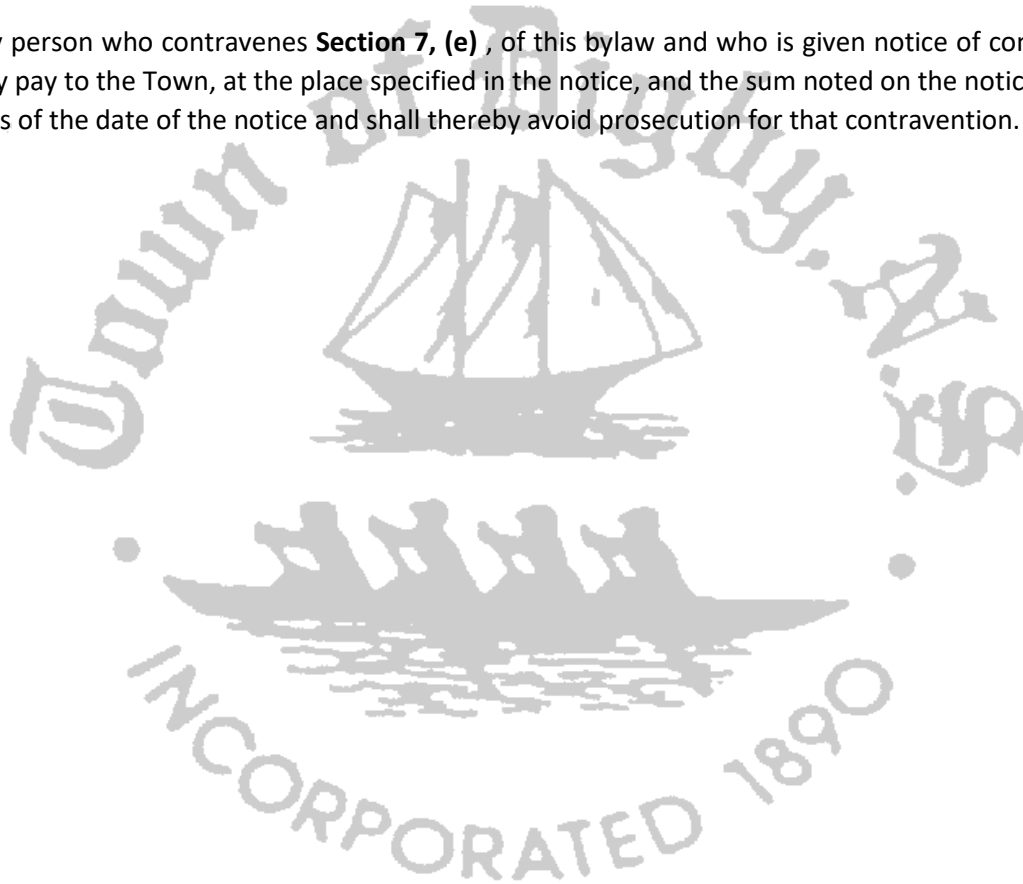 y person who contravenes Section 7, (e) , of this bylaw and who is given notice of con
y pay to the Town, at the place specified in the notice, and the sum noted on the notic
s of the date of the notice and shall thereby avoid prosecution for that contravention.
Town of Digby, N.S.
INCORPORATED 1890